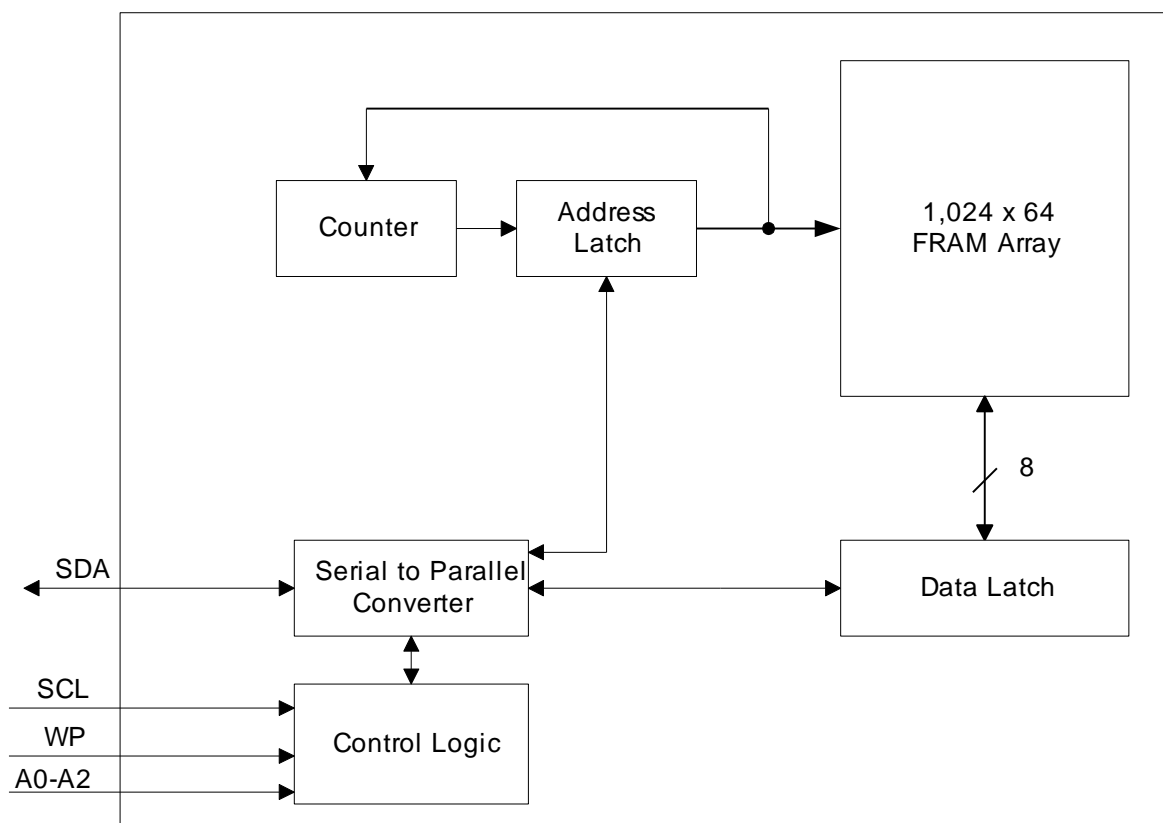 Counter
Address
Latch
1,024 x 64
FRAM Array
8
SDA
Serial to Parallel
Converter
Data Latch
SCL
WP
A0-A2
Control Logic